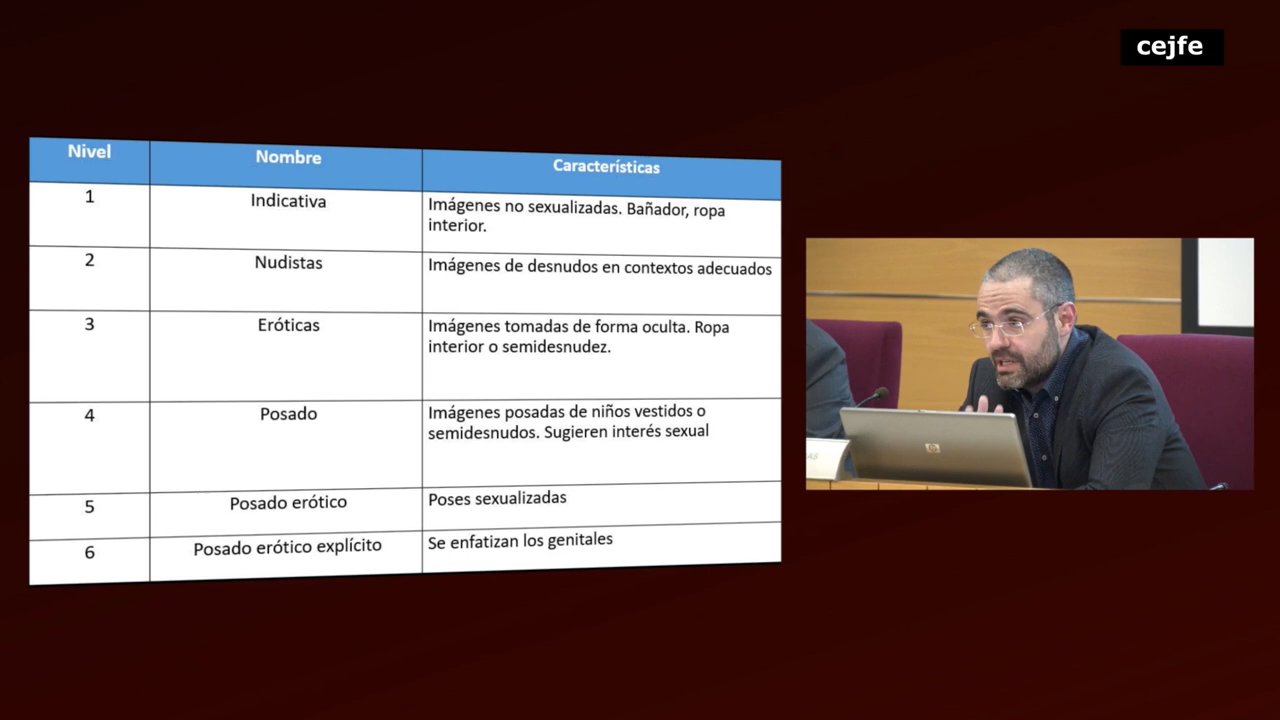 cejfe
Nivel Nombre Características
1 Indicativa Imágenes no sexualizadas. Bañador, ropa
interior.
2 Nudistas Imágenes de desnudos en contextos adecuados
3 Eróticas Imágenes tomadas de forma oculta. Ropa
interior o semidesnudez.
4 Posado Imágenes posadas de niños vestidos o
semidesnudos. Sugieren interés sexual
5 Posado erótico Poses sexualizadas
6 Posado erótico explícito Se enfatizan los genitales
hp